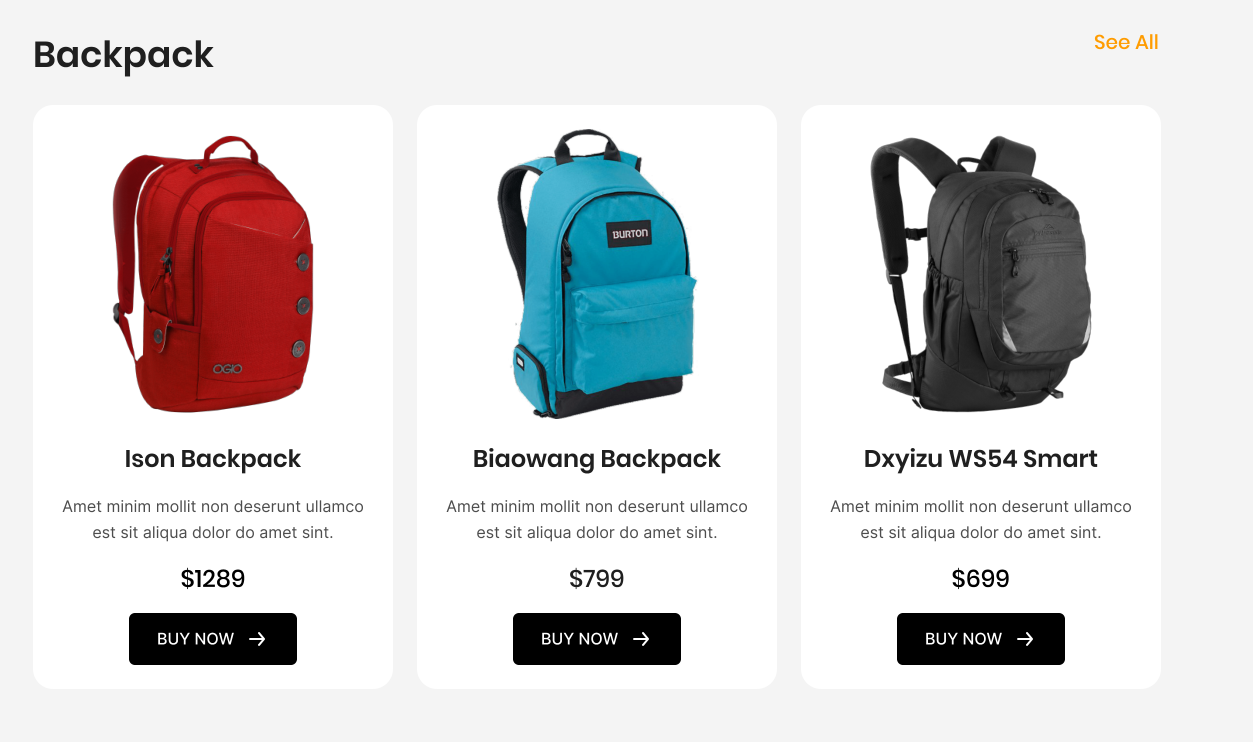 Backpack
See All
BURTON
OGIO
Ison Backpack
Biaowang Backpack
Dxyizu WS54 Smart
Amet minim mollit non deserunt ullamco
est sit aliqua dolor do amet sint.
Amet minim mollit non deserunt ullamco
est sit aliqua dolor do amet sint.
Amet minim mollit non deserunt ullamco
est sit aliqua dolor do amet sint.
$1289
$799
$699
BUY NOW
BUY NOW
BUY NOW